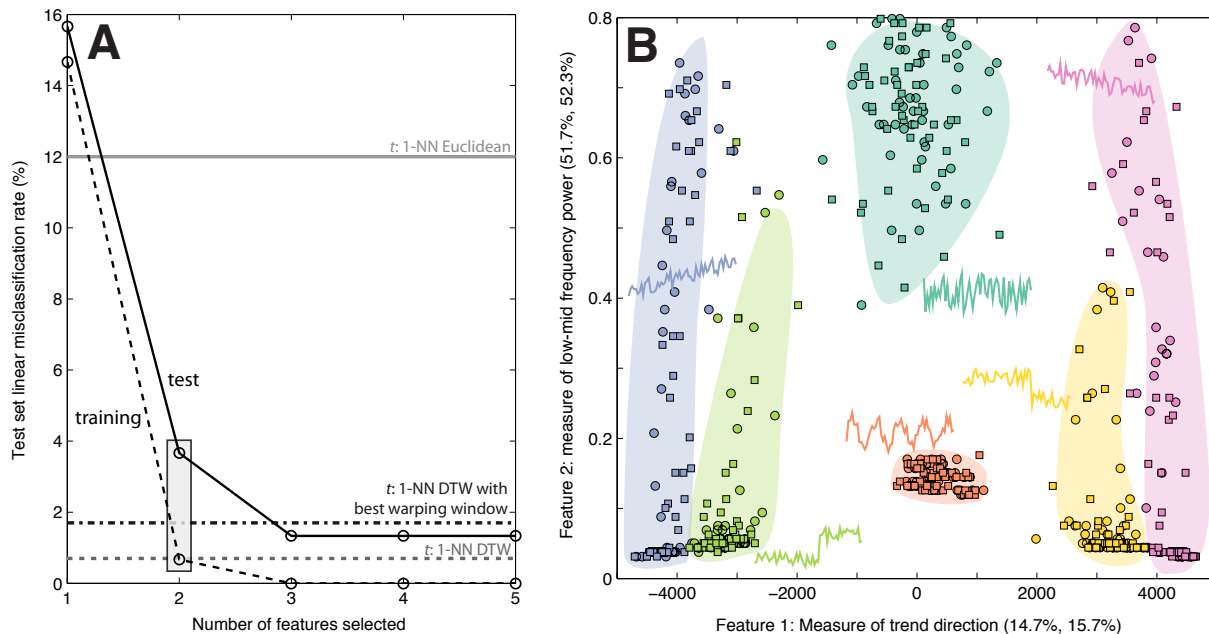 A
16
14
12
10
8
6
4
2
0
1
2
3
4
5
Test set linear misclassification rate (%)
Number of features selected
t: 1-NN Euclidean
test
training
t: 1-NN DTW with
best warping window
t: 1-NN DTW
B
0.8
0.6
0.4
0.2
0
−4000
−2000
0
2000
4000
Feature 2: measure of low-mid frequency power (51.7%, 52.3%)
Feature 1: Measure of trend direction (14.7%, 15.7%)